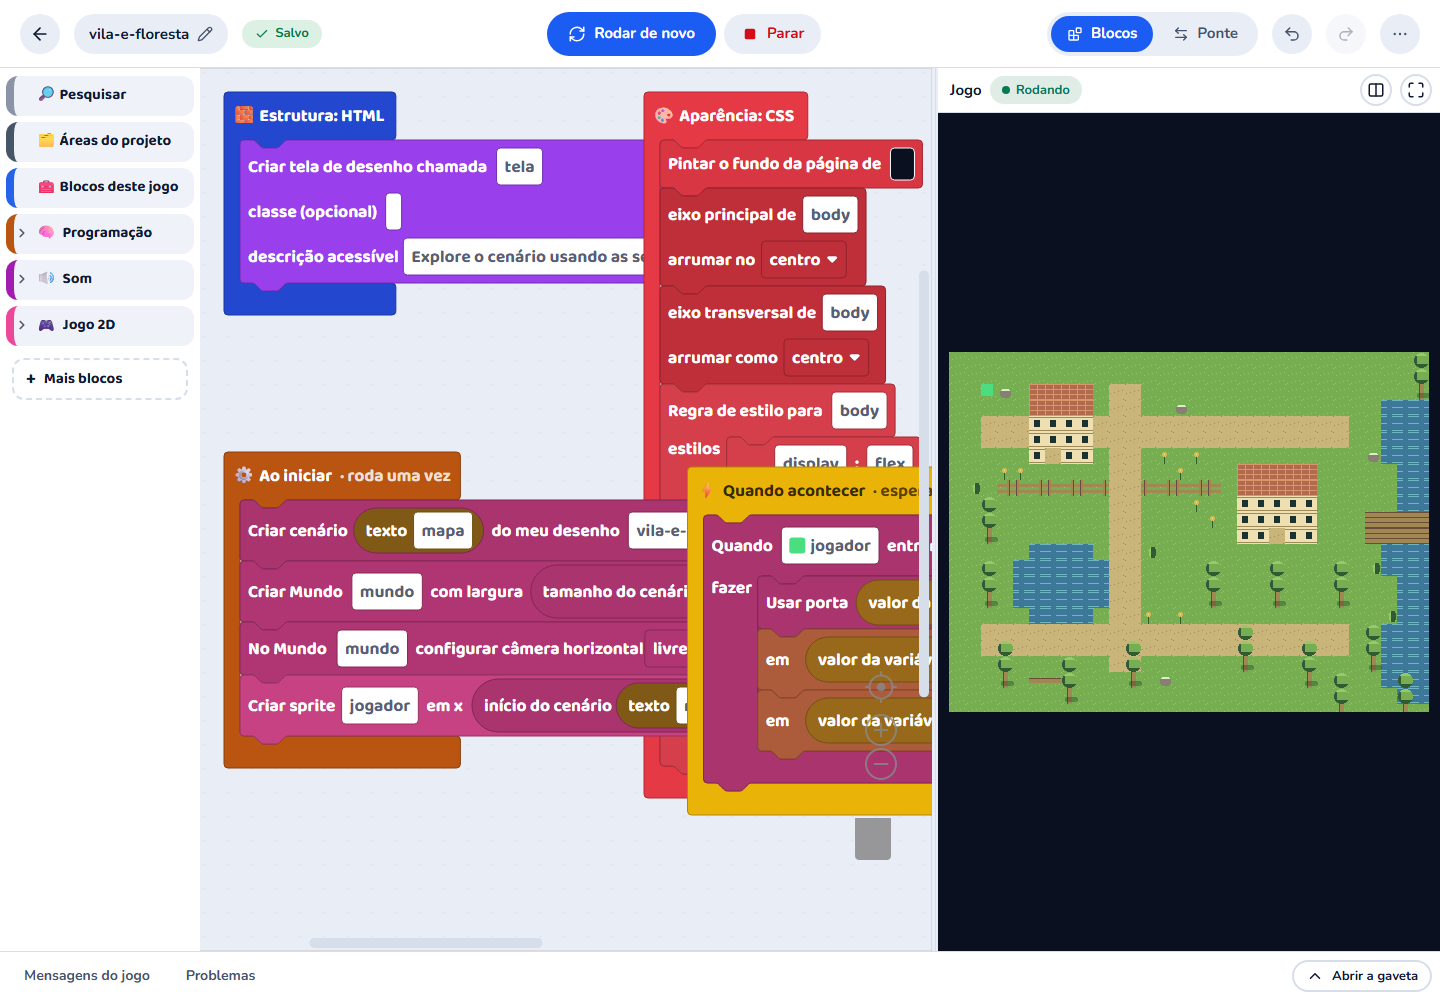 vila-e-floresta
Salvo
Rodar de novo
Parar
Blocos
Ponte
Pesquisar
Áreas do projeto
Blocos deste jogo
Programação
Som
Jogo 2D
+ Mais blocos
Estrutura: HTML
Criar tela de desenho chamada tela
classe (opcional)
descrição acessível Explore o cenário usando as se
Aparência: CSS
Pintar o fundo da página de
eixo principal de body
arrumar no centro
eixo transversal de body
arrumar como centro
Regra de estilo para body
estilos display : flex
Ao iniciar · roda uma vez
Criar cenário texto mapa do meu desenho vila-e-
Criar Mundo mundo com largura tamanho do cenári
No Mundo mundo configurar câmera horizontal livre
Criar sprite jogador em x início do cenário texto
Quando acontecer · espera
Quando jogador entr
fazer Usar porta valor da
em valor da variáv
em valor da variáv
Jogo
Rodando
Mensagens do jogo
Problemas
Abrir a gaveta